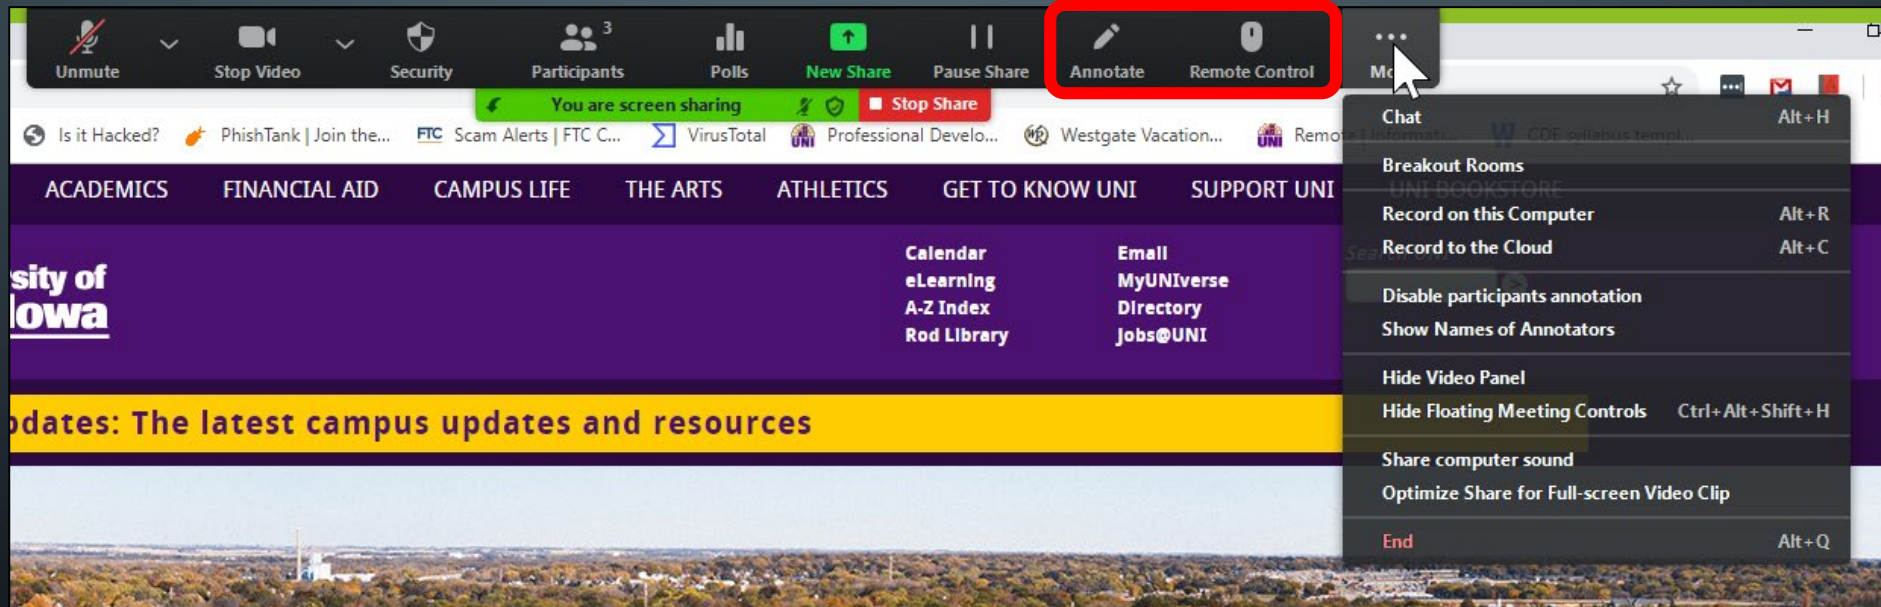 3
Unmute Stop Video Security Participants Polls New Share Pause Share Annotate Remote Control
You are screen sharing Stop Share
Chat Alt+H
Is it Hacked? PhishTank | Join the... FTC Scam Alerts | FTC C... VirusTotal UNI Professional Develo... Westgate Vacation... UNI
Breakout Rooms
ACADEMICS FINANCIAL AID CAMPUS LIFE THE ARTS ATHLETICS GET TO KNOW UNI SUPPORT UNI UNI BOOKSTORE
Record on this Computer Alt+R
Record to the Cloud Alt+C
Calendar Email
eLearning MyUNIverse
A-Z Index Directory
Rod Library Jobs@UNI
sity of
Iowa
Disable participants annotation
Show Names of Annotators
Hide Video Panel
Hide Floating Meeting Controls Ctrl+Alt+Shift+H
dates: The latest campus updates and resources
Share computer sound
Optimize Share for Full-screen Video Clip
End Alt+Q